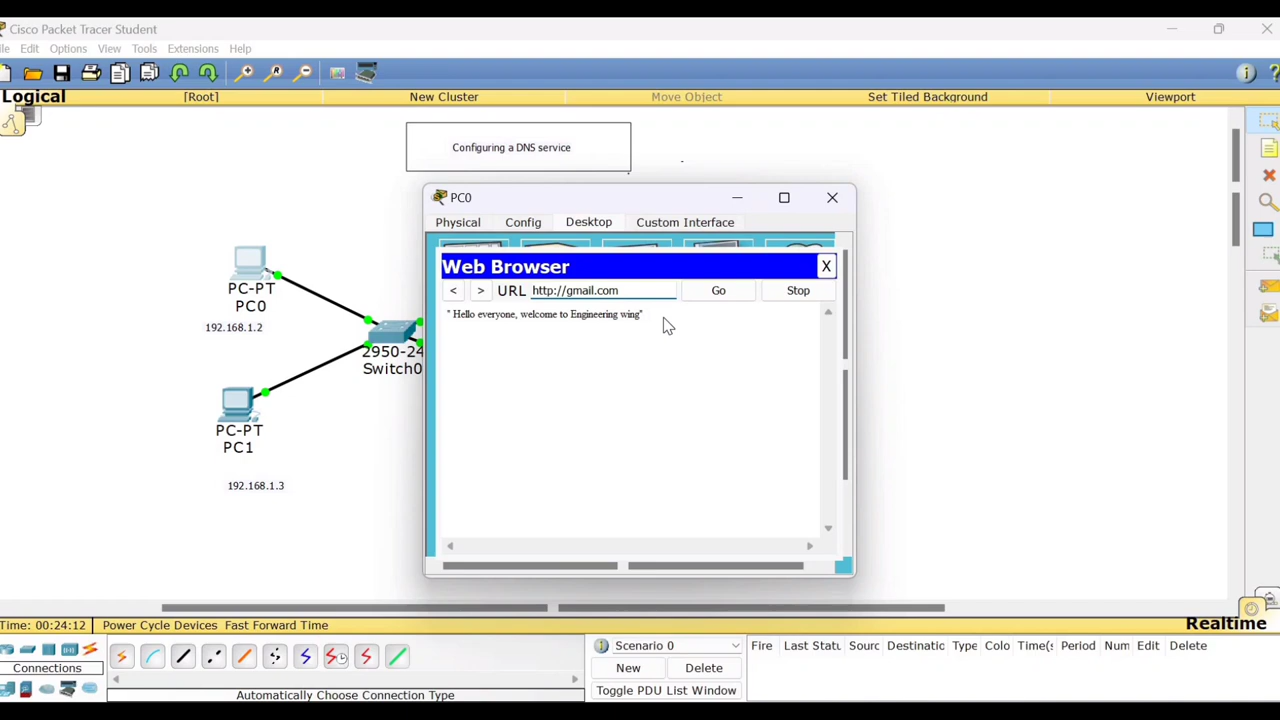 Cisco Packet Tracer Student
Edit Options View Tools Extensions Help
Logical [Root] New Cluster Move Object Set Tiled Background Viewport
Configuring a DNS service
PC0
Physical Config Desktop Custom Interface
Web Browser X
< > URL http://gmail.com Go Stop
" Hello everyone, welcome to Engineering wing"
PC-PT
PC0
192.168.1.2
2950-24
Switch0
PC-PT
PC1
192.168.1.3
Time: 00:24:12 Power Cycle Devices Fast Forward Time
Realtime
Scenario 0
Fire Last Statu Sourc Destinatic Type Colo Time(s Period Num Edit Delete
Connections
New Delete
Toggle PDU List Window
Automatically Choose Connection Type